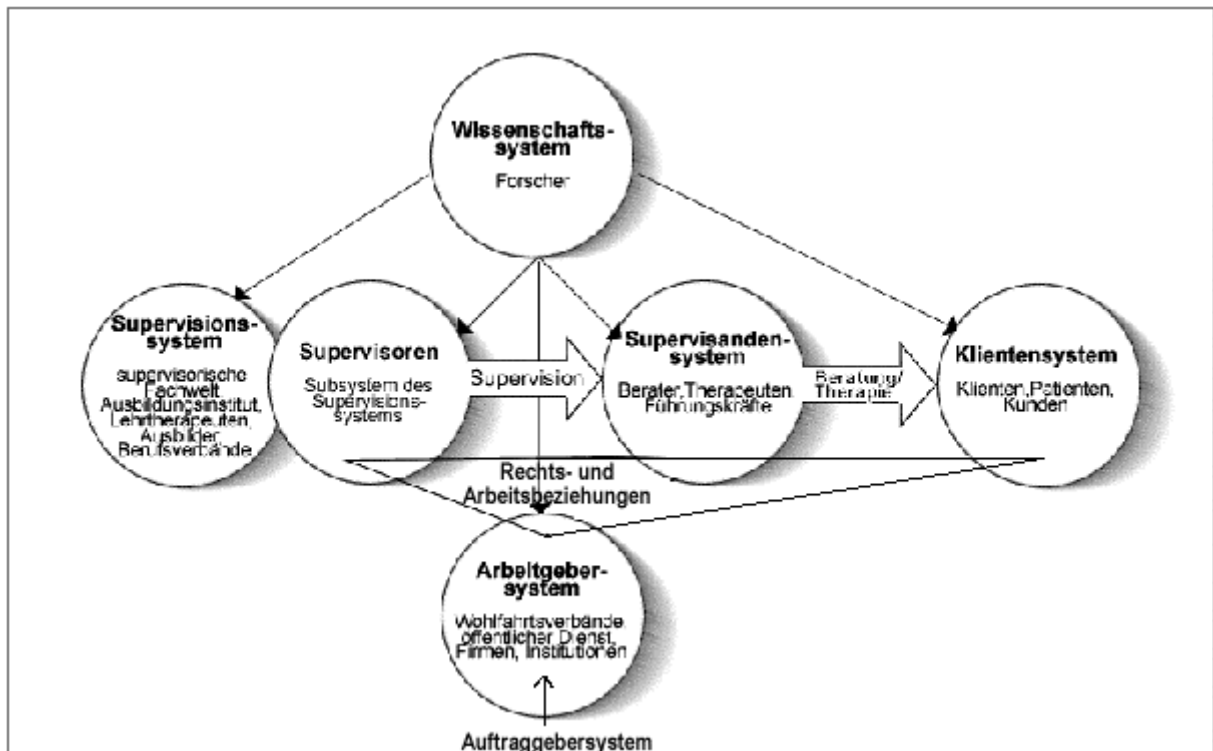 Wissenschafts-
system
Forscher
Supervisions-
system
supervisorische
Fachwelt
Ausbildungsinstitut,
Lehrtherapeuten,
Ausbilder,
Berufsverbände
Supervisoren
Subsystem des
Supervisions-
systems
Supervision
Supervisanden-
system
Berater,Therapeuten,
Führungskräfte
Beratung/
Therapie
Klientensystem
Klienten,Patienten,
Kunden
Rechts- und
Arbeitsbeziehungen
Arbeitgeber-
system
Wohlfahrtsverbände,
öffentlicher Dienst,
Firmen, Institutionen
Auftraggebersystem